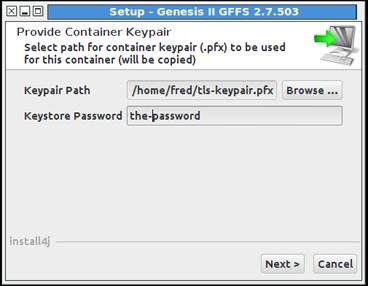 Setup - Genesis II GFFS 2.7.503
Provide Container Keypair
Select path for container keypair (.pfx) to be used
for this container (will be copied)
Keypair Path /home/fred/tls-keypair.pfx Browse ...
Keystore Password the-password
install4j
Next > Cancel